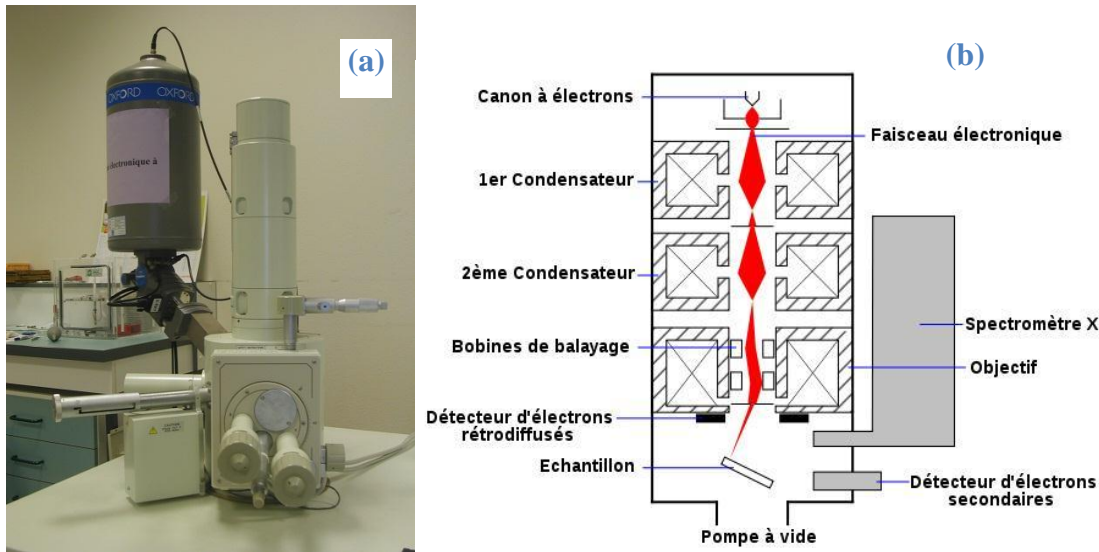 (a)
OXFORD OXFORD
électronique à
(b)
Canon à électrons
Faisceau électronique
1er Condensateur
2ème Condensateur
Spectromètre X
Bobines de balayage
Objectif
Détecteur d'électrons
rétrodiffusés
Echantillon
Détecteur d'électrons
secondaires
Pompe à vide